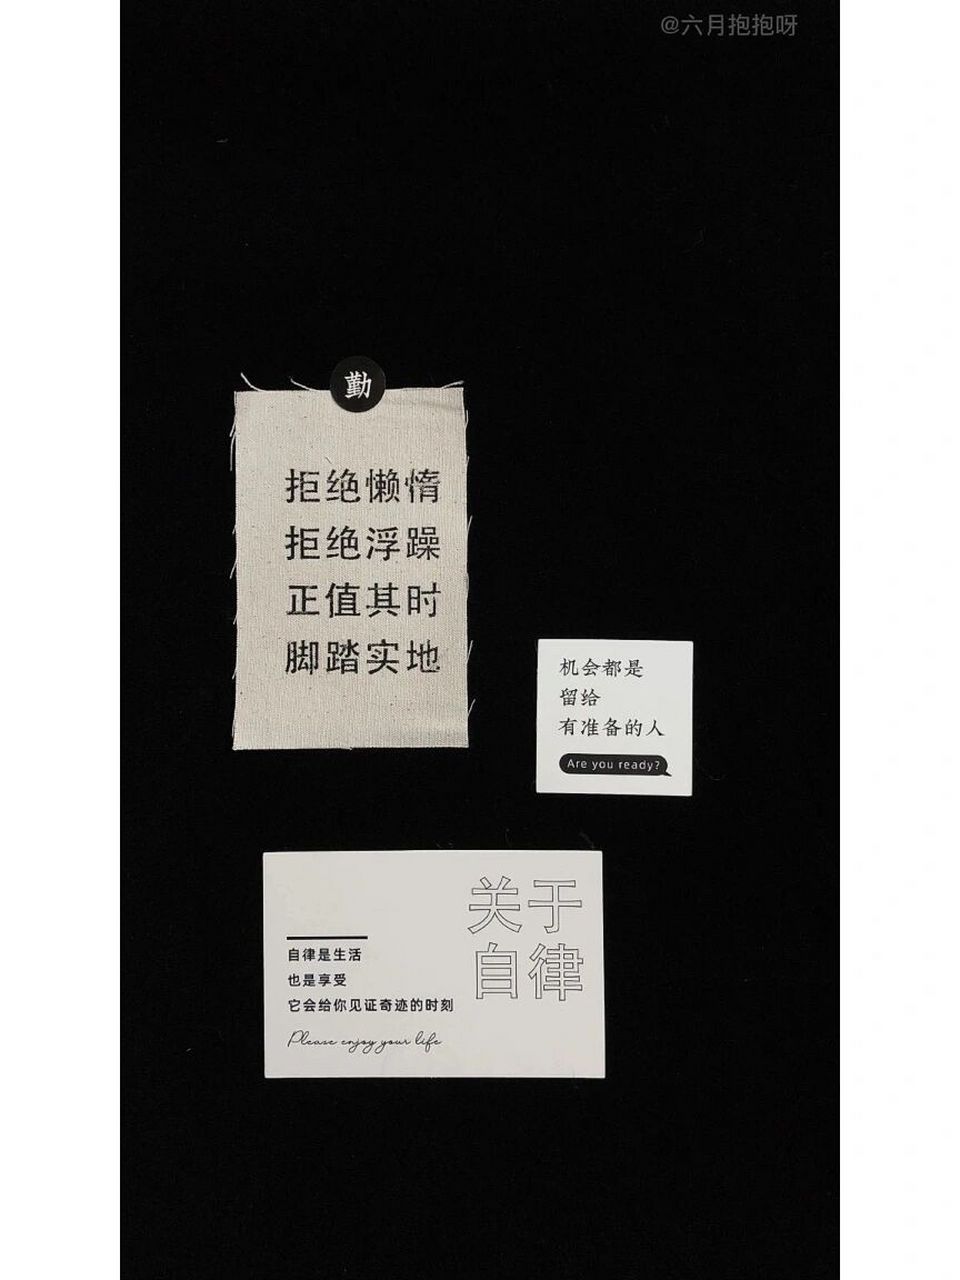 @六月抱抱呀
勤
拒绝懒惰
拒绝浮躁
正值其时
脚踏实地
机会都是
留给
有准备的人
Are you ready?
关于
自律
自律是生活
也是享受
它会给你见证奇迹的时刻
Please enjoy your life